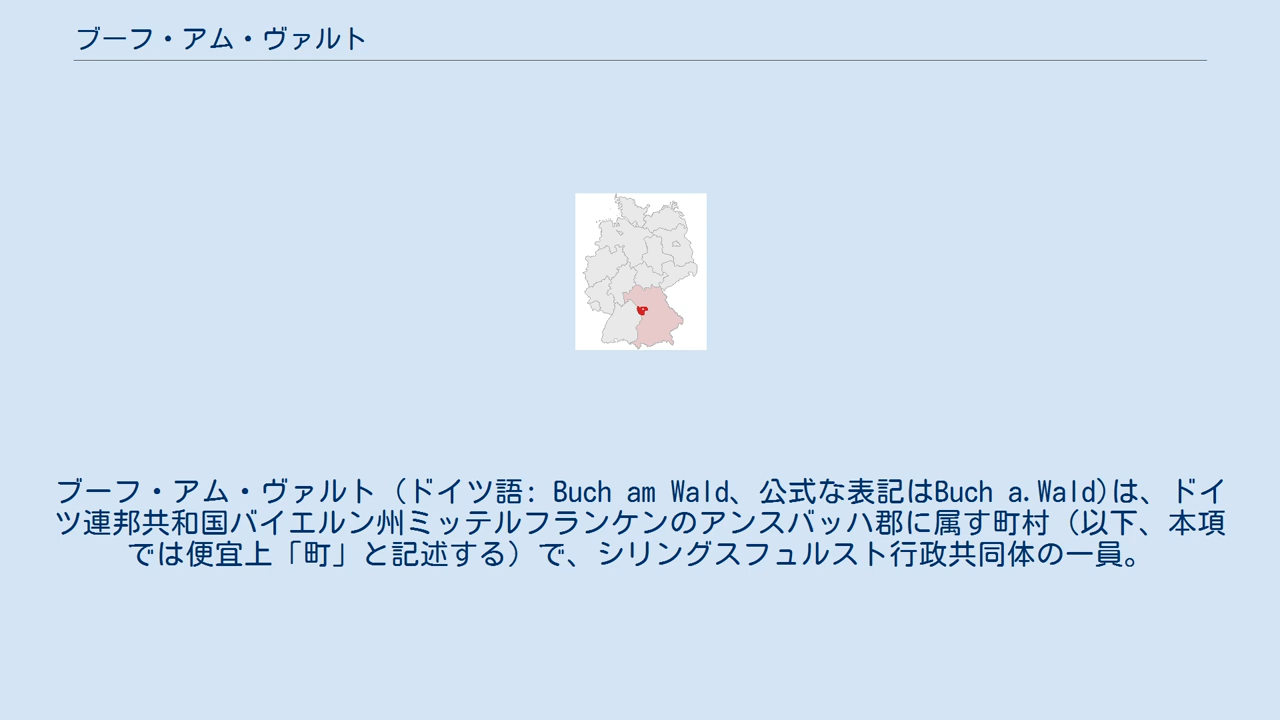 ブーフ・アム・ヴァルト
ブーフ・アム・ヴァルト（ドイツ語: Buch am Wald、公式な表記はBuch a.Wald)は、ドイ
ツ連邦共和国バイエルン州ミッテルフランケンのアンスバッハ郡に属す町村（以下、本項
では便宜上「町」と記述する）で、シリングスフュルスト行政共同体の一員。